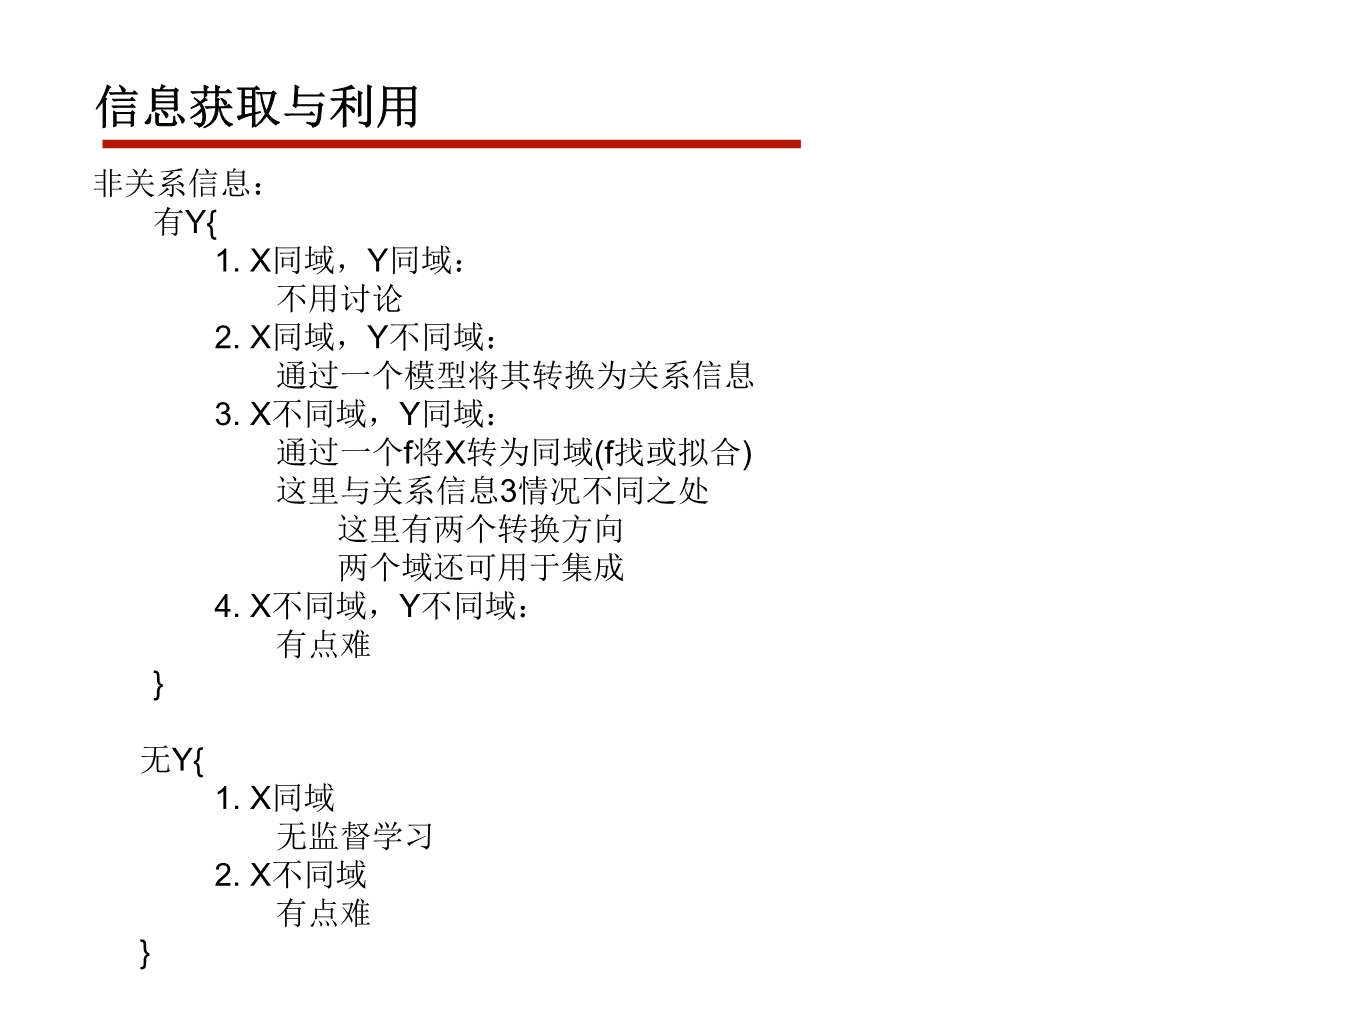 信息获取与利用
非关系信息：
有Y{
1. X同域，Y同域：
不用讨论
2. X同域，Y不同域：
通过一个模型将其转换为关系信息
3. X不同域，Y同域：
通过一个f将X转为同域(f找或拟合)
这里与关系信息3情况不同之处
这里有两个转换方向
两个域还可用于集成
4. X不同域，Y不同域：
有点难
}
无Y{
1. X同域
无监督学习
2. X不同域
有点难
}